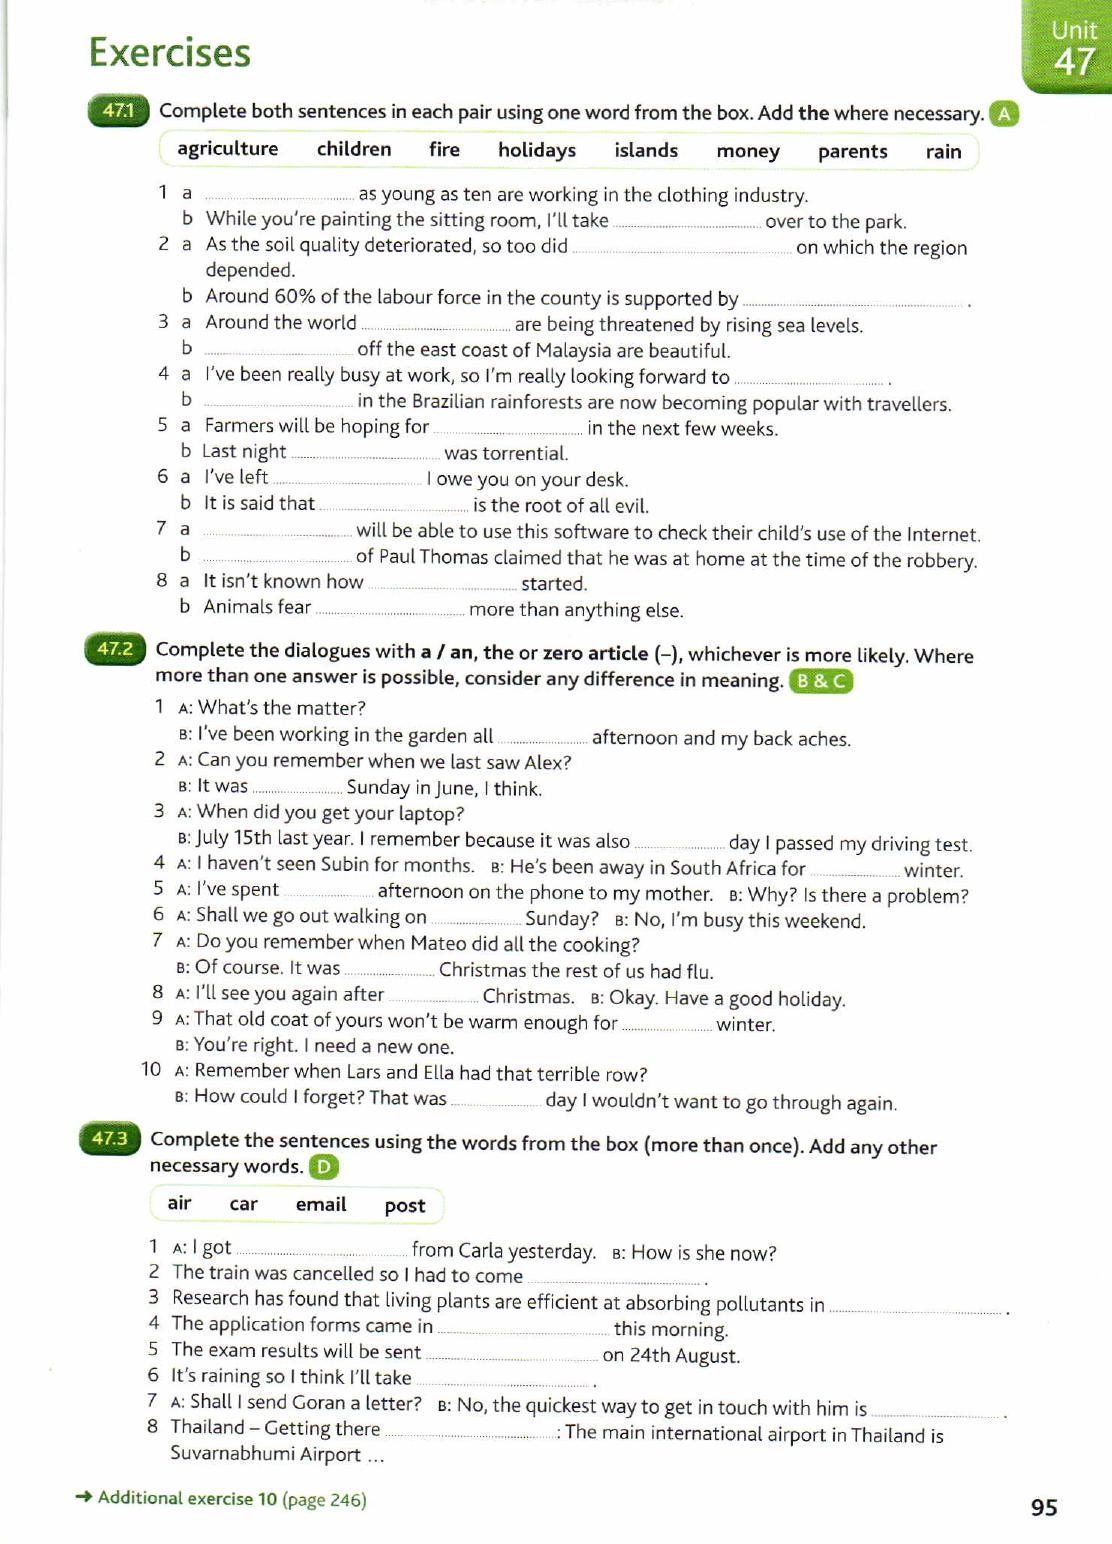 Exercises
Unit
47
47.1 Complete both sentences in each pair using one word from the box. Add the where necessary. A
agriculture children fire holidays islands money parents rain
1 a .......... as young as ten are working in the clothing industry.
b While you're painting the sitting room, I'll take .......... over to the park.
2 a As the soil quality deteriorated, so too did .......... on which the region
depended.
b Around 60% of the labour force in the county is supported by .......... .
3 a Around the world .......... are being threatened by rising sea levels.
b .......... off the east coast of Malaysia are beautiful.
4 a I've been really busy at work, so I'm really looking forward to .......... .
b .......... in the Brazilian rainforests are now becoming popular with travellers.
5 a Farmers will be hoping for .......... in the next few weeks.
b Last night .......... was torrential.
6 a I've left .......... I owe you on your desk.
b It is said that .......... is the root of all evil.
7 a .......... will be able to use this software to check their child's use of the Internet.
b .......... of Paul Thomas claimed that he was at home at the time of the robbery.
8 a It isn't known how .......... started.
b Animals fear .......... more than anything else.
47.2 Complete the dialogues with a / an, the or zero article (–), whichever is more likely. Where
more than one answer is possible, consider any difference in meaning. B & C
1 A: What's the matter?
B: I've been working in the garden all .......... afternoon and my back aches.
2 A: Can you remember when we last saw Alex?
B: It was .......... Sunday in June, I think.
3 A: When did you get your laptop?
B: July 15th last year. I remember because it was also .......... day I passed my driving test.
4 A: I haven't seen Subin for months. B: He's been away in South Africa for .......... winter.
5 A: I've spent .......... afternoon on the phone to my mother. B: Why? Is there a problem?
6 A: Shall we go out walking on .......... Sunday? B: No, I'm busy this weekend.
7 A: Do you remember when Mateo did all the cooking?
B: Of course. It was .......... Christmas the rest of us had flu.
8 A: I'll see you again after .......... Christmas. B: Okay. Have a good holiday.
9 A: That old coat of yours won't be warm enough for .......... winter.
B: You're right. I need a new one.
10 A: Remember when Lars and Ella had that terrible row?
B: How could I forget? That was .......... day I wouldn't want to go through again.
47.3 Complete the sentences using the words from the box (more than once). Add any other
necessary words. D
air car email post
1 A: I got .......... from Carla yesterday. B: How is she now?
2 The train was cancelled so I had to come .......... .
3 Research has found that living plants are efficient at absorbing pollutants in .......... .
4 The application forms came in .......... this morning.
5 The exam results will be sent .......... on 24th August.
6 It's raining so I think I'll take .......... .
7 A: Shall I send Goran a letter? B: No, the quickest way to get in touch with him is .......... .
8 Thailand – Getting there .......... : The main international airport in Thailand is
Suvarnabhumi Airport ...
➜ Additional exercise 10 (page 246)
95